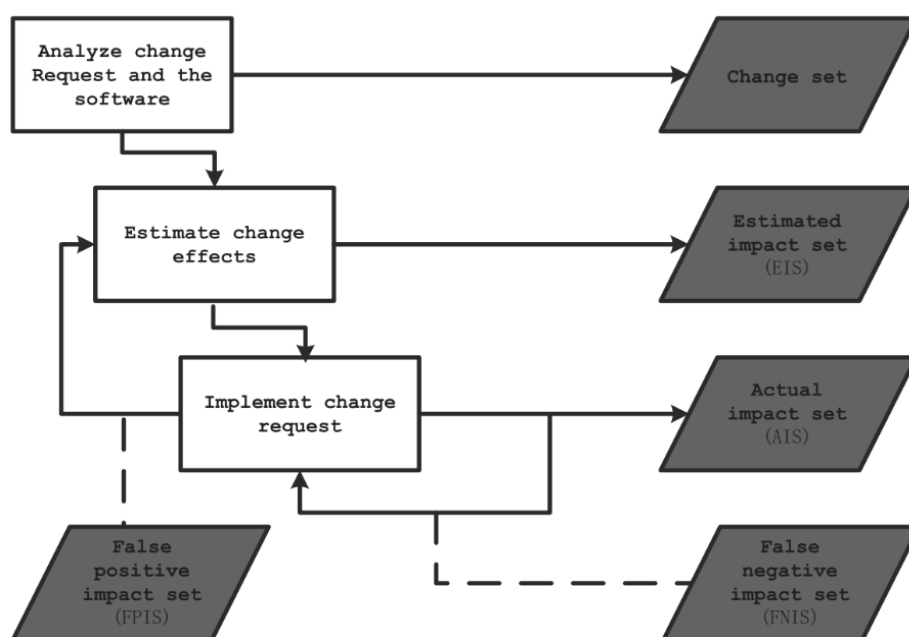 Analyze change
Request and the
software
Change set
Estimate change
effects
Estimated
impact set
(EIS)
Implement change
request
Actual
impact set
(AIS)
False
positive
impact set
(FPIS)
False
negative
impact set
(FNIS)